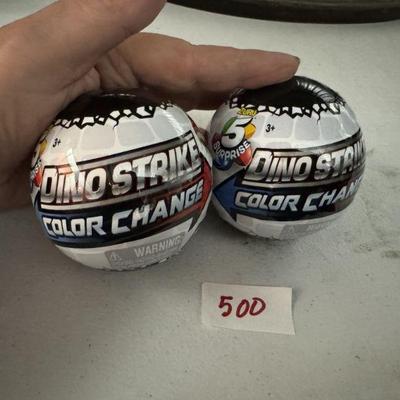 3+
DINO STRIKE
COLOR CHANGE
WARNING
5
SURPRISE
3+
DINO STRIKE
COLOR CHANGE
500